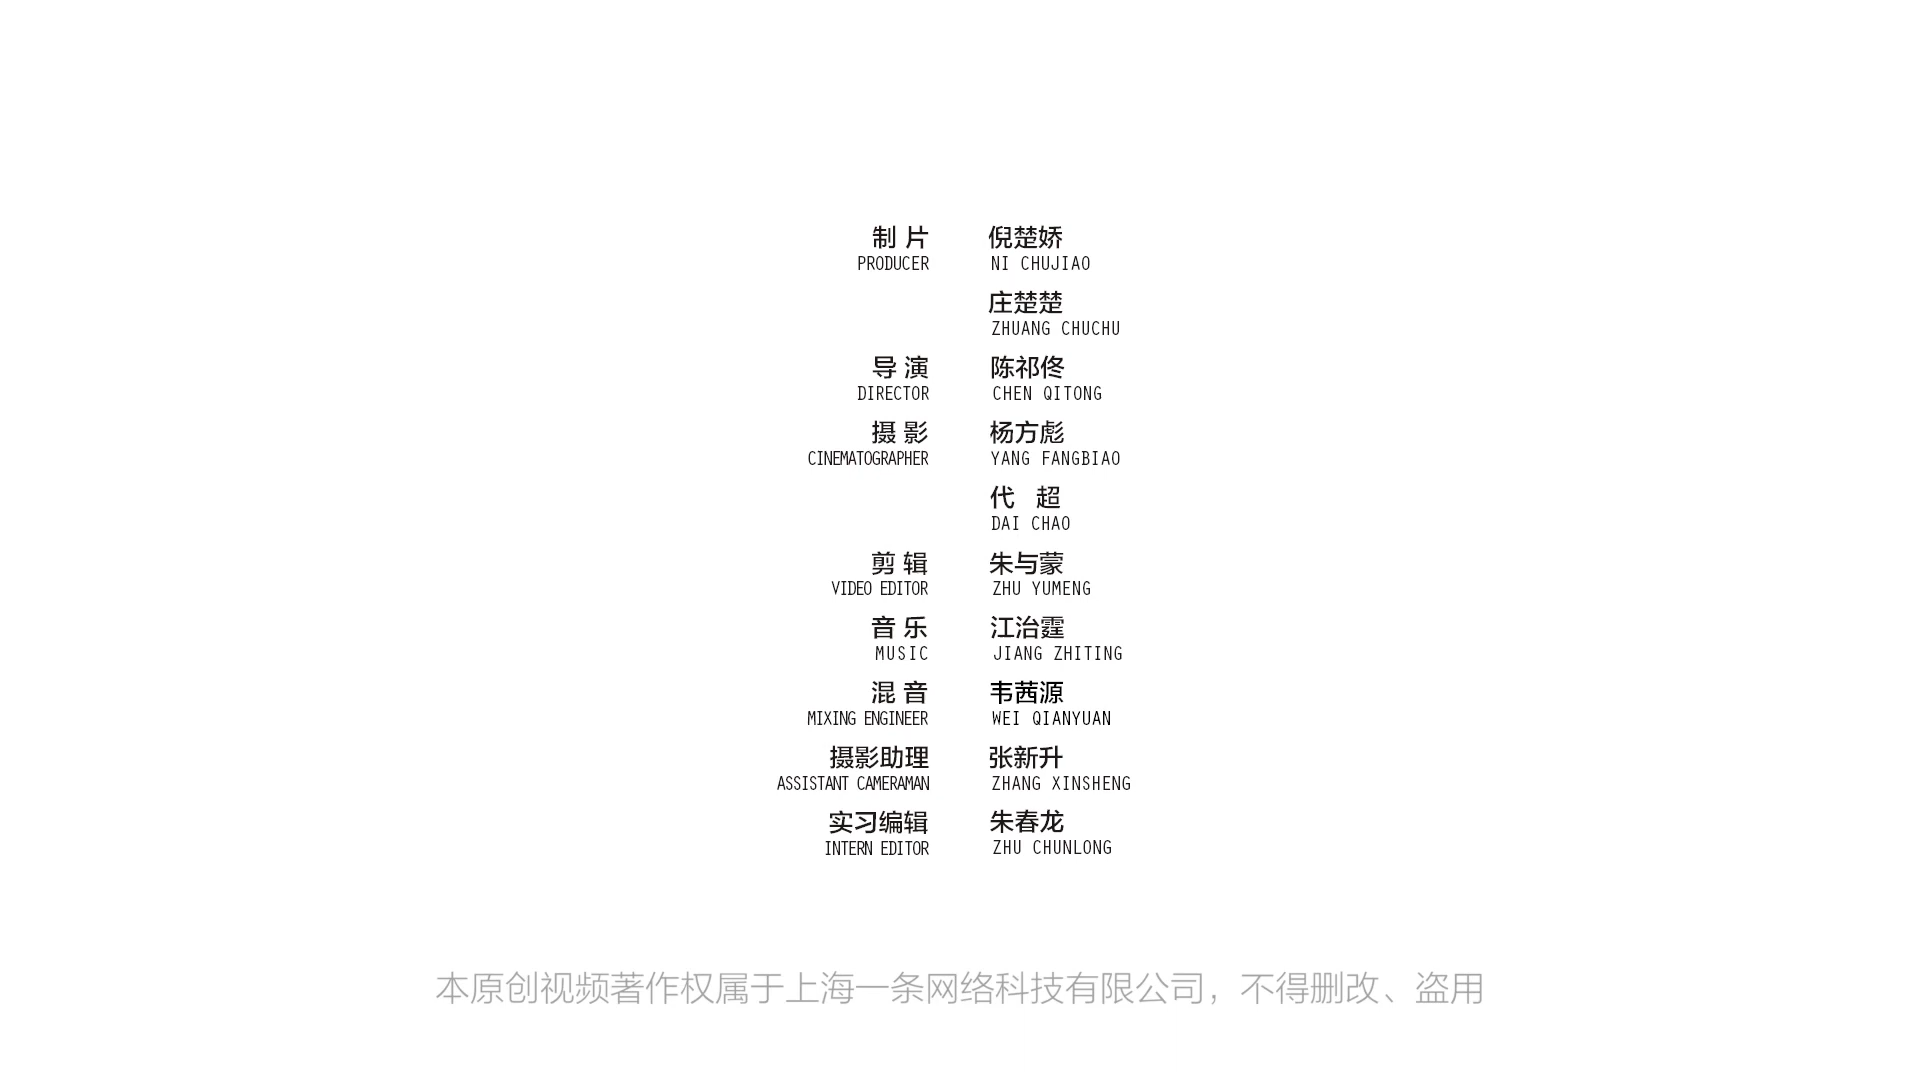 制 片 倪楚娇
PRODUCER NI CHUJIAO
庄楚楚
ZHUANG CHUCHU
导 演 陈祁佟
DIRECTOR CHEN QITONG
摄 影 杨方彪
CINEMATOGRAPHER YANG FANGBIAO
代 超
DAI CHAO
剪 辑 朱与蒙
VIDEO EDITOR ZHU YUMENG
音 乐 江治霆
MUSIC JIANG ZHITING
混 音 韦茜源
MIXING ENGINEER WEI QIANYUAN
摄影助理 张新升
ASSISTANT CAMERAMAN ZHANG XINSHENG
实习编辑 朱春龙
INTERN EDITOR ZHU CHUNLONG
本原创视频著作权属于上海一条网络科技有限公司，不得删改、盗用